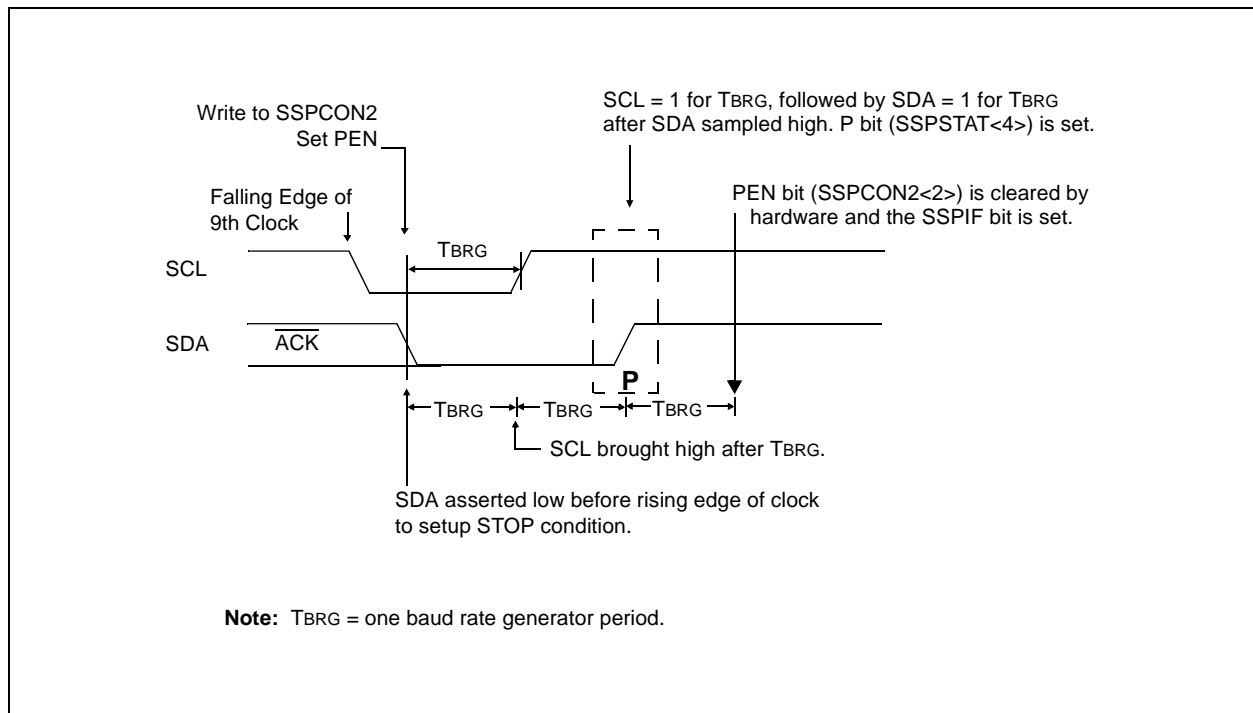 Write to SSPCON2
Set PEN
SCL = 1 for TBRG, followed by SDA = 1 for TBRG
after SDA sampled high. P bit (SSPSTAT<4>) is set.
Falling Edge of
9th Clock
PEN bit (SSPCON2<2>) is cleared by
hardware and the SSPIF bit is set.
TBRG
SCL
SDA
ACK
P
TBRG
TBRG
TBRG
SCL brought high after TBRG.
SDA asserted low before rising edge of clock
to setup STOP condition.
Note: TBRG = one baud rate generator period.